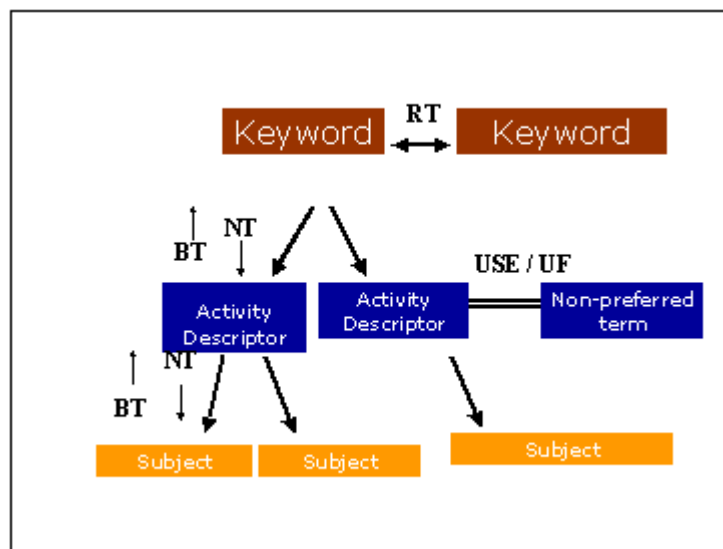 RT
Keyword
Keyword
NT
BT
USE / UF
Activity
Descriptor
Activity
Descriptor
Non-preferred
term
NT
BT
Subject
Subject
Subject